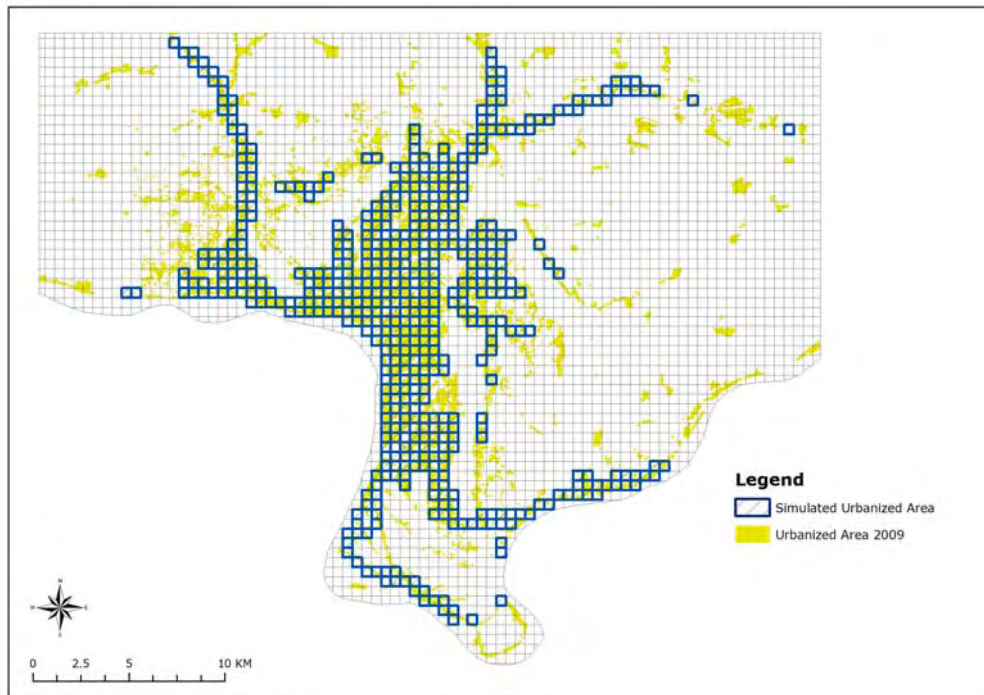 Legend
Simulated Urbanized Area
Urbanized Area 2009
N
W E
S
0 2.5 5 10 KM